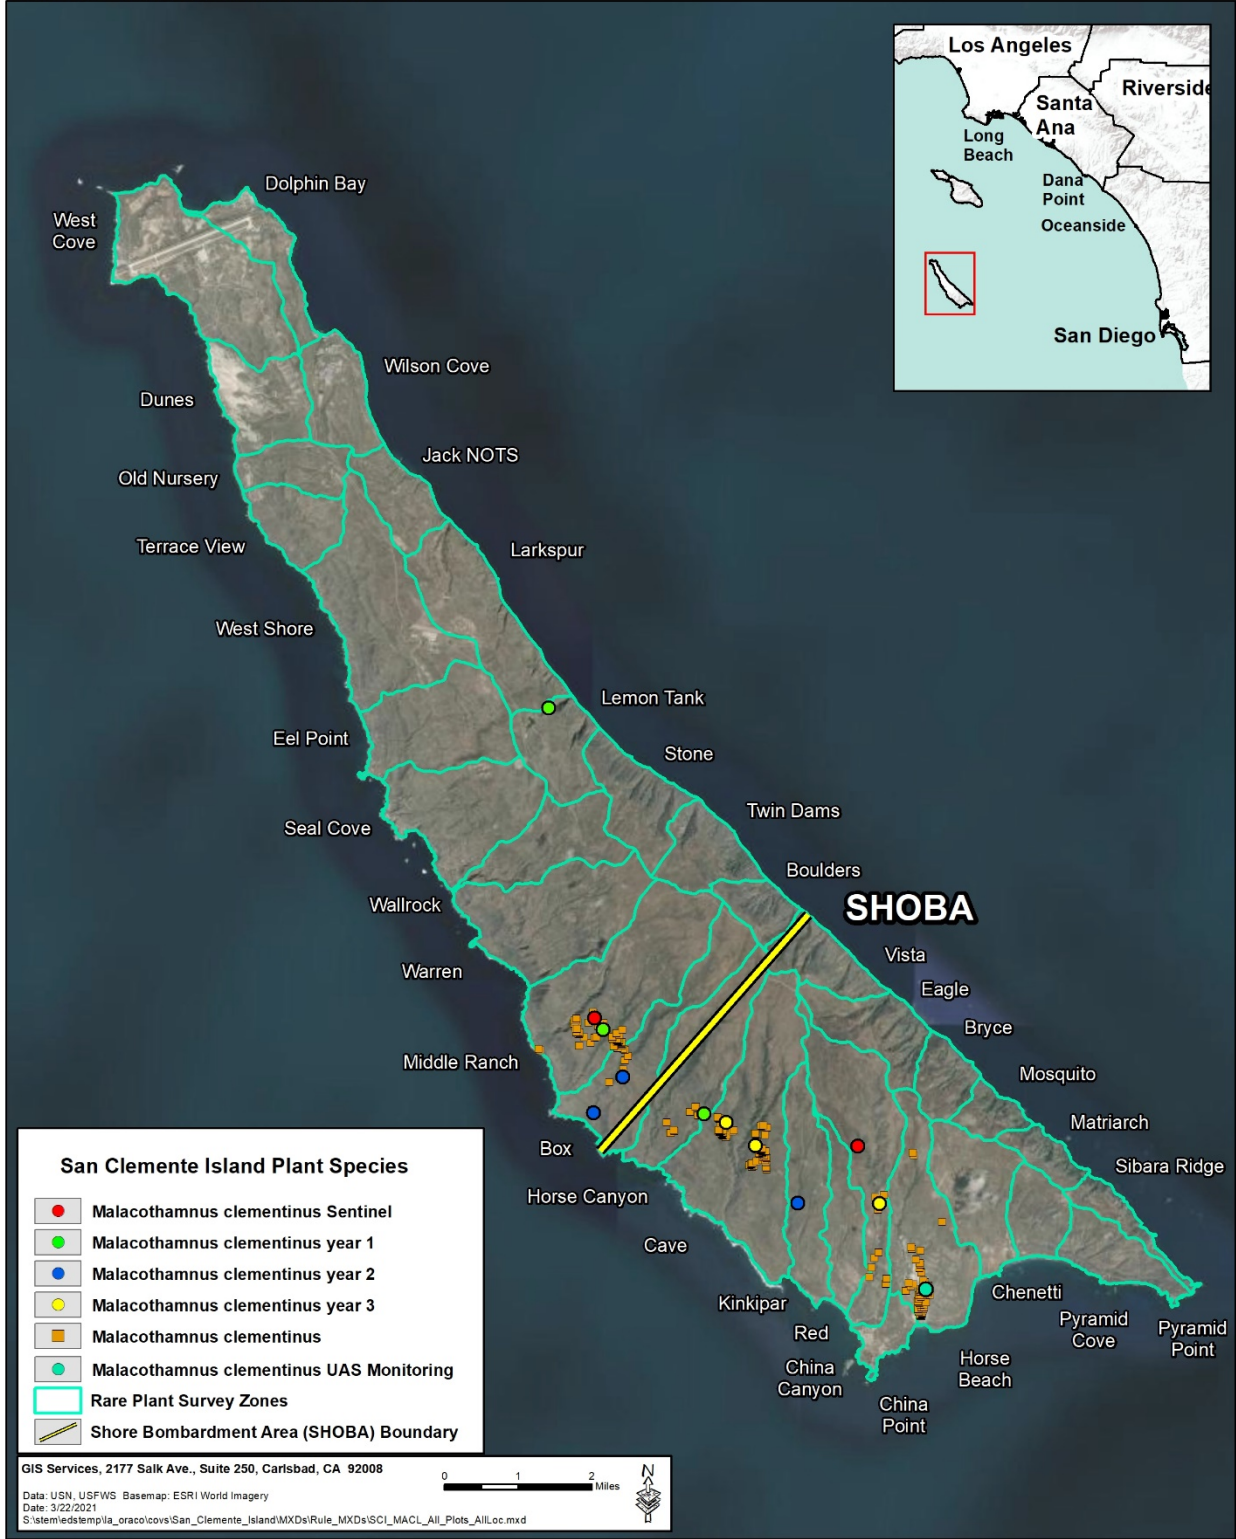 Los Angeles
Riverside
Santa
Ana
Long
Beach
Dana
Point
Oceanside
San Diego
Dolphin Bay
West
Cove
Wilson Cove
Dunes
Jack NOTS
Old Nursery
Terrace View
Larkspur
West Shore
Lemon Tank
Eel Point
Stone
Twin Dams
Seal Cove
Boulders
Wallrock
SHOBA
Vista
Warren
Eagle
Bryce
Middle Ranch
Mosquito
Matriarch
Box
Sibara Ridge
Horse Canyon
Cave
Kinkipar
Chenetti
Red
Pyramid
Cove
Pyramid
Point
China
Canyon
Horse
Beach
China
Point
San Clemente Island Plant Species
Malacothamnus clementinus Sentinel
Malacothamnus clementinus year 1
Malacothamnus clementinus year 2
Malacothamnus clementinus year 3
Malacothamnus clementinus
Malacothamnus clementinus UAS Monitoring
Rare Plant Survey Zones
Shore Bombardment Area (SHOBA) Boundary
GIS Services, 2177 Salk Ave., Suite 250, Carlsbad, CA 92008
0 1 2
Miles
N
Data: USN, USFWS Basemap: ESRI World Imagery
Date: 3/22/2021
S:\stem\edstemp\la_oraco\covs\San_Clemente_Island\MXDs\Rule_MXDs\SCI_MACL_All_Plots_AllLoc.mxd